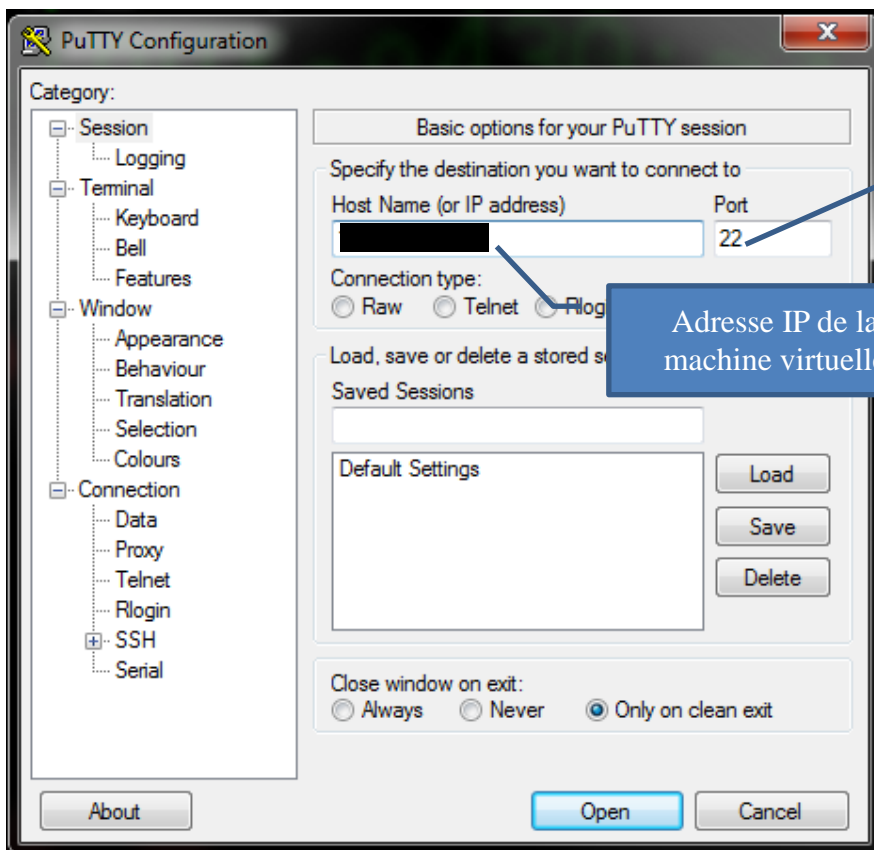 PuTTY Configuration
Category:
Session
Logging
Terminal
Keyboard
Bell
Features
Window
Appearance
Behaviour
Translation
Selection
Colours
Connection
Data
Proxy
Telnet
Rlogin
SSH
Serial
Basic options for your PuTTY session
Specify the destination you want to connect to
Host Name (or IP address) Port
22
Connection type:
Raw Telnet
Adresse IP de la
machine virtuelle
Load, save or delete a stored
Saved Sessions
Default Settings
Load
Save
Delete
Close window on exit:
Always Never Only on clean exit
About Open Cancel